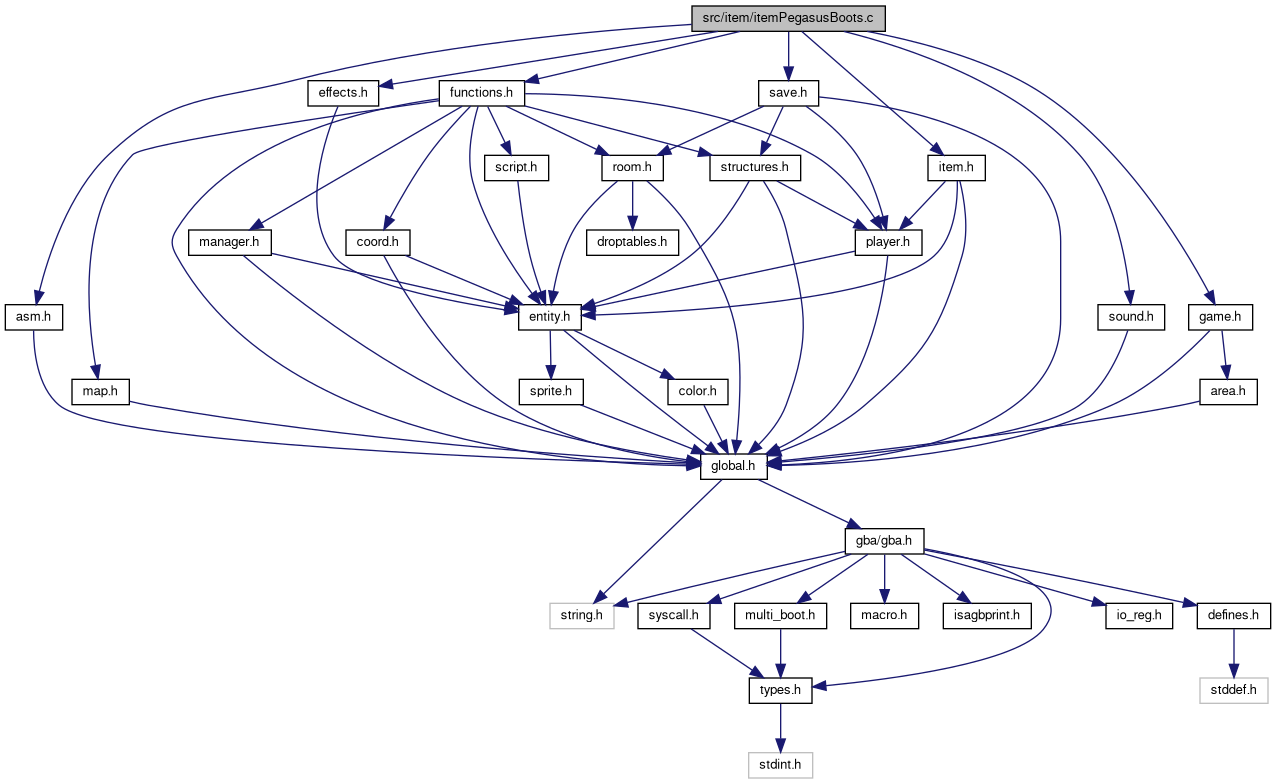 src/item/itemPegasusBoots.c
effects.h
functions.h
save.h
script.h
room.h
structures.h
item.h
manager.h
coord.h
droptables.h
player.h
asm.h
entity.h
sound.h
game.h
map.h
sprite.h
color.h
area.h
global.h
gba/gba.h
string.h
syscall.h
multi_boot.h
macro.h
isagbprint.h
io_reg.h
defines.h
types.h
stddef.h
stdint.h